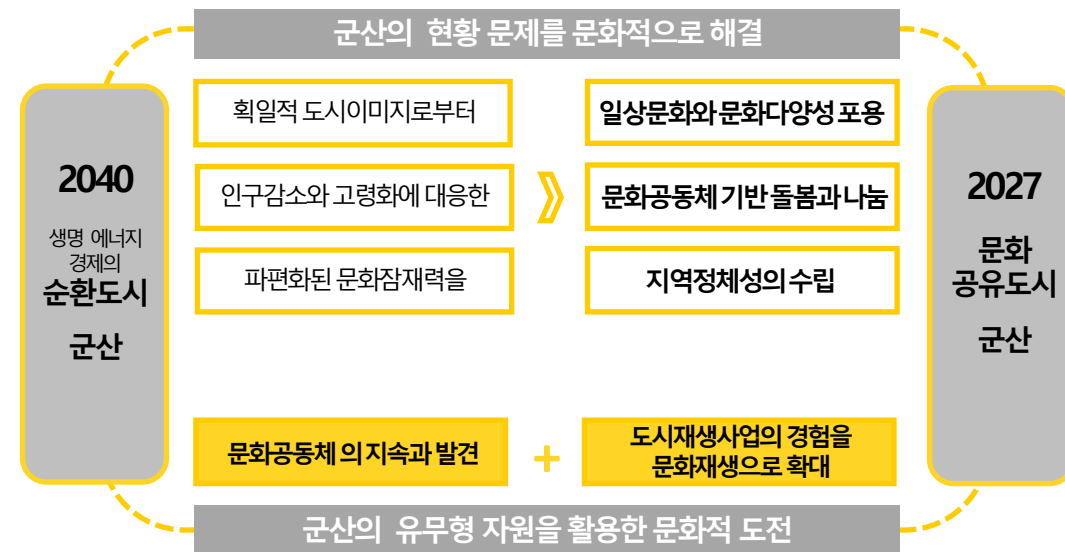 군산의 현황 문제를 문화적으로 해결
2040
생명 에너지
경제의
순환도시
군산
획일적 도시이미지로부터
일상문화와 문화다양성 포용
인구감소와 고령화에 대응한
》
문화공동체 기반 돌봄과 나눔
파편화된 문화잠재력을
지역정체성의 수립
2027
문화
공유도시
군산
문화공동체 의 지속과 발견
+
도시재생사업의 경험을
문화재생으로 확대
군산의 유무형 자원을 활용한 문화적 도전